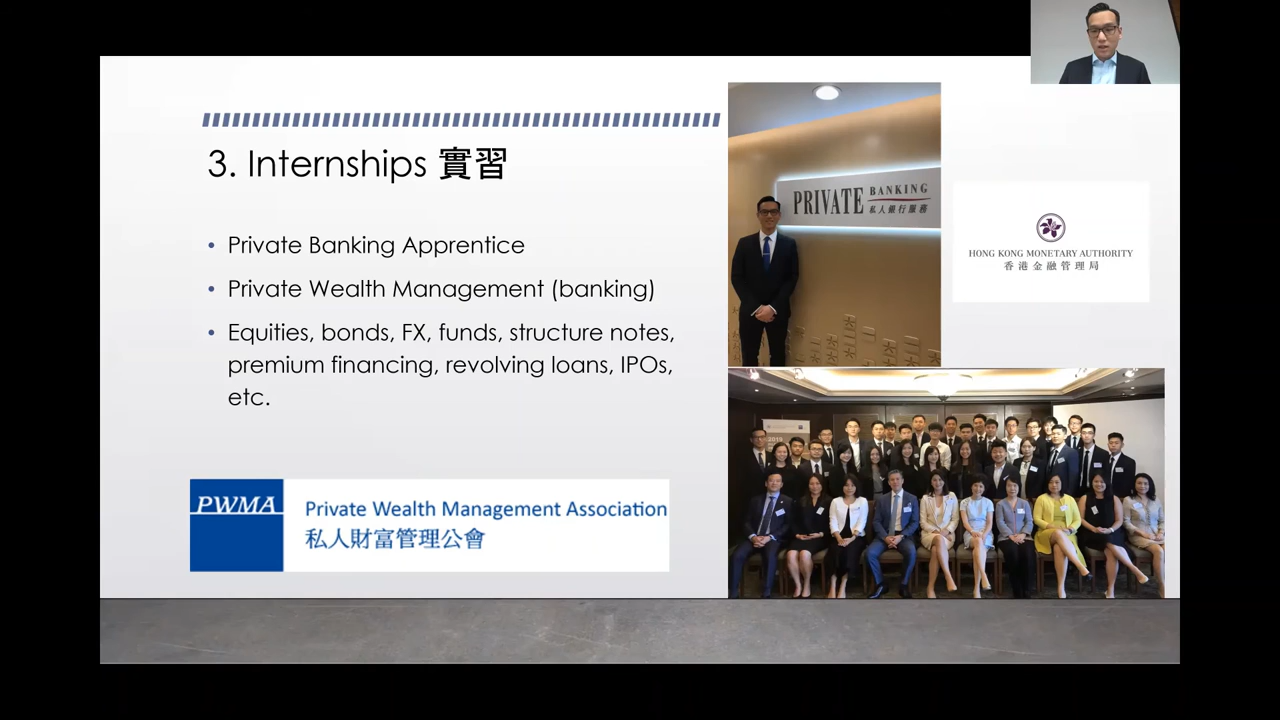 3. Internships 實習
• Private Banking Apprentice
• Private Wealth Management (banking)
• Equities, bonds, FX, funds, structure notes,
premium financing, revolving loans, IPOs,
etc.
PWMA
Private Wealth Management Association
私人財富管理公會
PRIVATE BANKING
私人銀行服務
HONG KONG MONETARY AUTHORITY
香港金融管理局